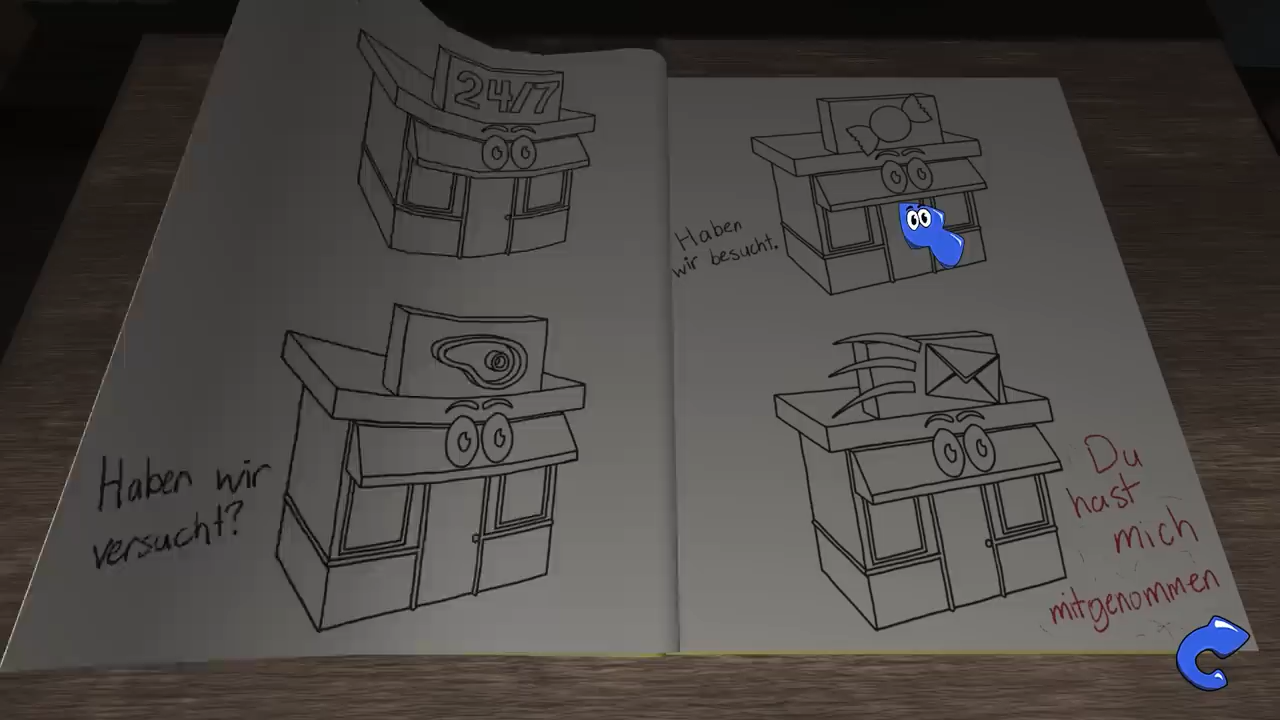 24/7
Haben
wir besucht.
Haben wir
versucht?
Du
hast
mich
mitgenommen